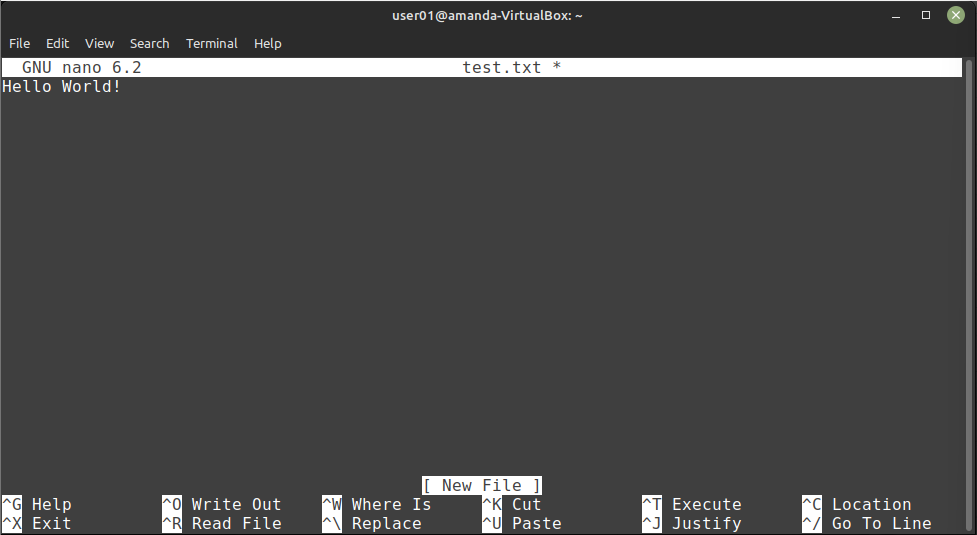 user01@amanda-VirtualBox: ~
File Edit View Search Terminal Help
GNU nano 6.2 test.txt *
Hello World!
[ New File ]
^G Help ^O Write Out ^W Where Is ^K Cut ^T Execute ^C Location
^X Exit ^R Read File ^\ Replace ^U Paste ^J Justify ^/ Go To Line